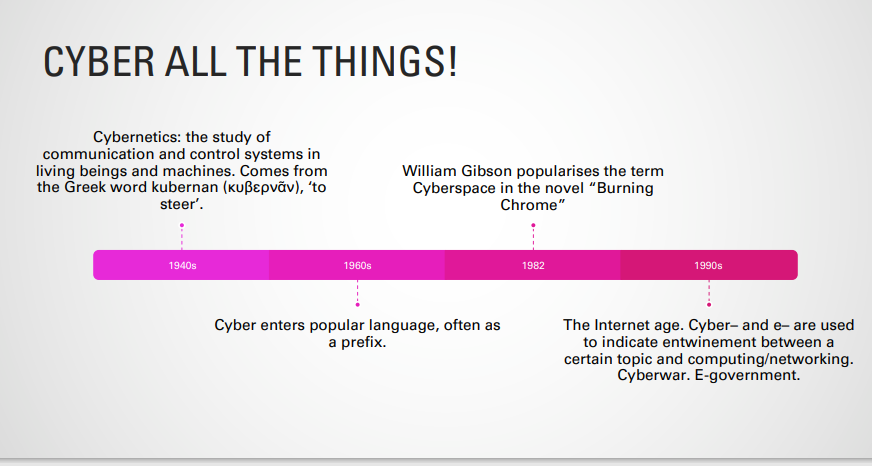 CYBER ALL THE THINGS!
Cybernetics: the study of
communication and control systems in
living beings and machines. Comes from
the Greek word kubernan (κυβερνᾶν), ‘to
steer’.
William Gibson popularises the term
Cyberspace in the novel “Burning
Chrome”
1940s
1960s
1982
1990s
Cyber enters popular language, often as
a prefix.
The Internet age. Cyber– and e– are used
to indicate entwinement between a
certain topic and computing/networking.
Cyberwar. E-government.